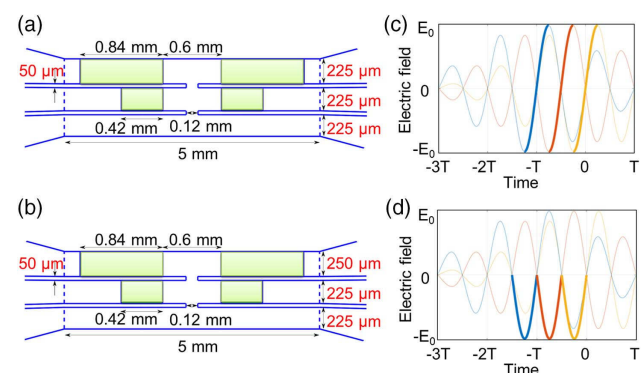 (a)
0.84 mm
0.6 mm
50 µm
225 µm
225 µm
225 µm
0.42 mm
0.12 mm
5 mm
(b)
0.84 mm
0.6 mm
50 µm
250 µm
225 µm
225 µm
0.42 mm
0.12 mm
5 mm
(c)
E0
0
-E0
Electric field
-3T
-2T
-T
0
T
Time
(d)
E0
0
-E0
Electric field
-3T
-2T
-T
0
T
Time